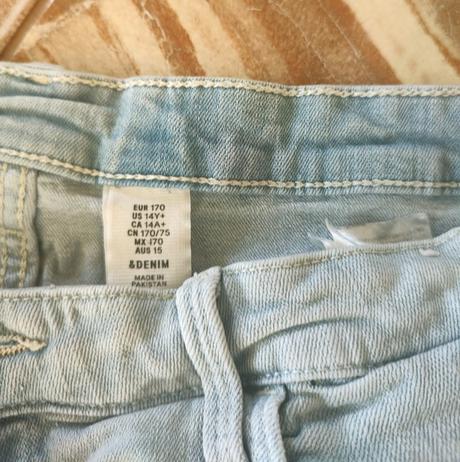 EUR 170
US 14Y+
CA 14A+
CN 170/75
MX 170
AUS 15
&DENIM
MADE IN
PAKISTAN